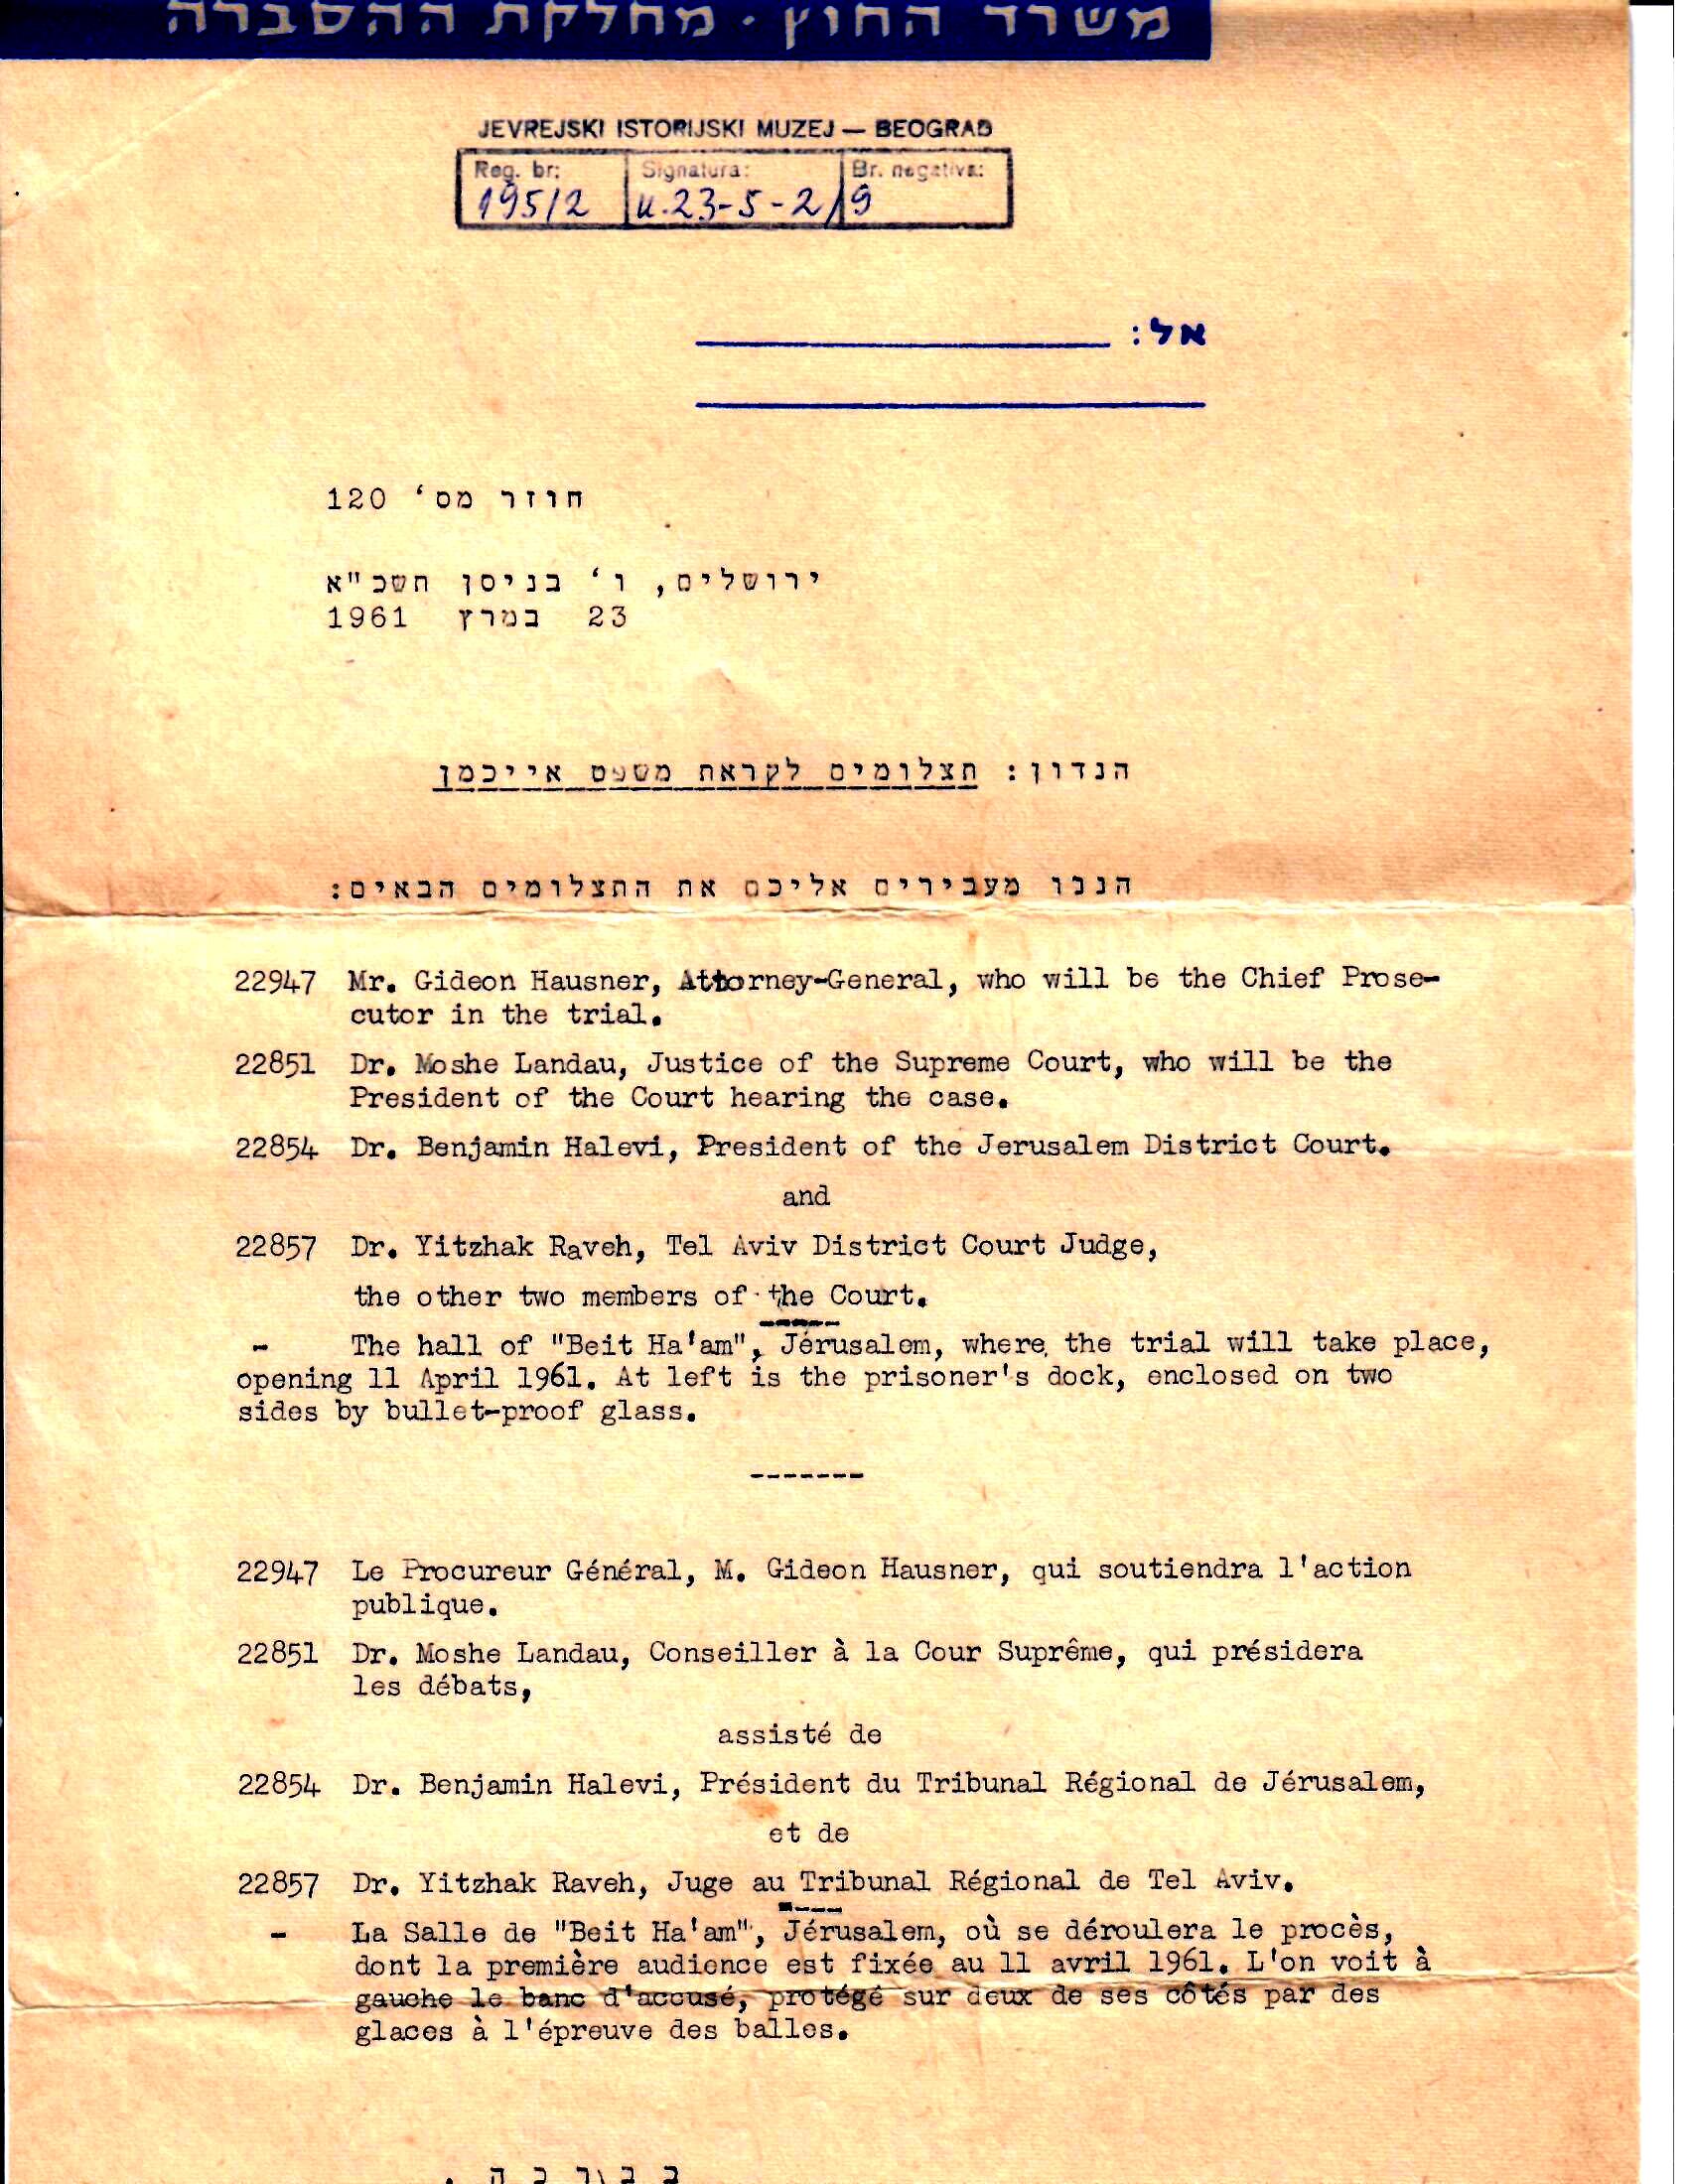 משרד החוץ · מחלקת ההסברה
JEVREJSKI ISTORIJSKI MUZEJ — BEOGRAD
Reg. br: Signatura: Br. negativa:
195/2 K.23-5-2/9
אל:
חוזר מס' 120
ירושלים, ו' בניסן תשכ"א
23 במרץ 1961
הנדון: תצלומים לקראת משפט אייכמן
הננו מעבירים אליכם את התצלומים הבאים:
22947 Mr. Gideon Hausner, Attorney-General, who will be the Chief Prose-
cutor in the trial.
22851 Dr. Moshe Landau, Justice of the Supreme Court, who will be the
President of the Court hearing the case.
22854 Dr. Benjamin Halevi, President of the Jerusalem District Court.
and
22857 Dr. Yitzhak Raveh, Tel Aviv District Court Judge,
the other two members of the Court.
- The hall of "Beit Ha'am", Jérusalem, where the trial will take place,
opening 11 April 1961. At left is the prisoner's dock, enclosed on two
sides by bullet-proof glass.
-------
22947 Le Procureur Général, M. Gideon Hausner, qui soutiendra l'action
publique.
22851 Dr. Moshe Landau, Conseiller à la Cour Suprême, qui présidera
les débats,
assisté de
22854 Dr. Benjamin Halevi, Président du Tribunal Régional de Jérusalem,
et de
22857 Dr. Yitzhak Raveh, Juge au Tribunal Régional de Tel Aviv.
- La Salle de "Beit Ha'am", Jérusalem, où se déroulera le procès,
dont la première audience est fixée au 11 avril 1961. L'on voit à
gauche le banc d'accusé, protégé sur deux de ses côtés par des
glaces à l'épreuve des balles.
בברכה,